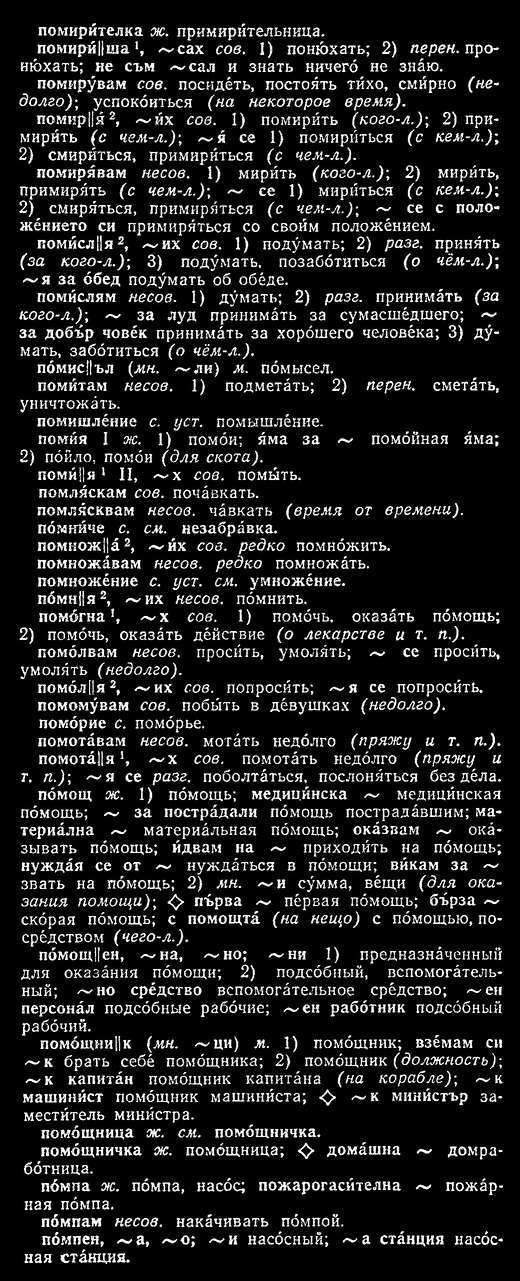 помири́телка ж. примири́тельница.
помири́||ша ¹, ~сах сов. 1) поню́хать; 2) перен. про-
ню́хать; не съм ~сал и знать ничего́ не зна́ю.
помиру́вам сов. посиде́ть, постоя́ть ти́хо, сми́рно (не-
долго); успоко́иться (на некоторое время).
помир||я́ ², ~и́х сов. 1) помири́ть (кого-л.); 2) при-
мири́ть (с чем-л.); ~я́ се 1) помири́ться (с кем-л.);
2) смири́ться, примири́ться (с чем-л.).
помиря́вам несов. 1) мири́ть (кого-л.); 2) мири́ть,
примиря́ть (с чем-л.); ~ се 1) мири́ться (с кем-л.);
2) смиря́ться, примиря́ться (с чем-л.); ~ се с поло-
же́нието си примиря́ться со свои́м положе́нием.
поми́сл||я ², ~их сов. 1) поду́мать; 2) разг. приня́ть
(за кого-л.); 3) поду́мать, позабо́титься (о чём-л.);
~я за обе́д поду́мать об обе́де.
поми́слям несов. 1) ду́мать; 2) разг. принима́ть (за
кого-л.); ~ за луд принима́ть за сумасше́дшего; ~
за добъ́р чове́к принима́ть за хоро́шего челове́ка; 3) ду́-
мать, забо́титься (о чём-л.).
по́мис||ъл (мн. ~ли) м. по́мысел.
поми́там несов. 1) подмета́ть; 2) перен. смета́ть,
уничтожа́ть.
помишле́ние с. уст. помышле́ние.
поми́я I ж. 1) помо́и; я́ма за ~ помо́йная я́ма;
2) по́йло, помо́и (для скота).
поми́||я ¹ II, ~х сов. помы́ть.
помля́скам сов. поча́вкать.
помля́сквам несов. ча́вкать (время от времени).
по́мниче с. см. незабра́вка.
помнож||а́ ², ~и́х сов. редко помно́жить.
помножа́вам несов. редко помножа́ть.
помноже́ние с. уст. см. умноже́ние.
по́мн||я ², ~их несов. по́мнить.
помо́гна ¹, ~х сов. 1) помо́чь, оказа́ть по́мощь;
2) помо́чь, оказа́ть де́йствие (о лекарстве и т. п.).
помо́лвам несов. проси́ть, умоля́ть; ~ се проси́ть,
умоля́ть (недолго).
помо́л||я ², ~их сов. попроси́ть; ~я се попроси́ть.
помому́вам сов. побы́ть в де́вушках (недолго).
помо́рие с. помо́рье.
помота́вам несов. мота́ть недо́лго (пряжу и т. п.).
помота́||я ¹, ~х сов. помота́ть недо́лго (пряжу и
т. п.); ~я се разг. поболта́ться, послоня́ться без де́ла.
по́мощ ж. 1) по́мощь; медици́нска ~ медици́нская
по́мощь; ~ за пострада́ли по́мощь пострада́вшим; ма-
териа́лна ~ материа́льная по́мощь; ока́звам ~ ока́-
зывать по́мощь; и́двам на ~ приходи́ть на по́мощь;
нужда́я се от ~ нужда́ться в по́мощи; ви́кам за ~
звать на по́мощь; 2) мн. ~и су́мма, ве́щи (для ока-
зания помощи); ◇ пъ́рва ~ пе́рвая по́мощь; бъ́рза ~
ско́рая по́мощь; с помощта́ (на нещо) с по́мощью, по-
сре́дством (чего-л.).
по́мощ||ен, ~на, ~но; ~ни 1) предназна́ченный
для оказа́ния по́мощи; 2) подсо́бный, вспомога́тель-
ный; ~но сре́дство вспомога́тельное сре́дство; ~ен
персона́л подсо́бные рабо́чие; ~ен рабо́тник подсо́бный
рабо́чий.
помо́щни||к (мн. ~ци) м. 1) помо́щник; взе́мам си
~к брать себе́ помо́щника; 2) помо́щник (должность);
~к капита́н помо́щник капита́на (на корабле); ~к
машини́ст помо́щник машини́ста; ◇ ~к мини́стър за-
мести́тель мини́стра.
помо́щница ж. см. помо́щничка.
помо́щничка ж. помо́щница; ◇ дома́шна ~ домра-
бо́тница.
по́мпа ж. по́мпа, насо́с; пожарогаси́телна ~ пожа́р-
ная по́мпа.
по́мпам несов. нака́чивать по́мпой.
по́мпен, ~а, ~о; ~и насо́сный; ~а ста́нция насо́с-
ная ста́нция.